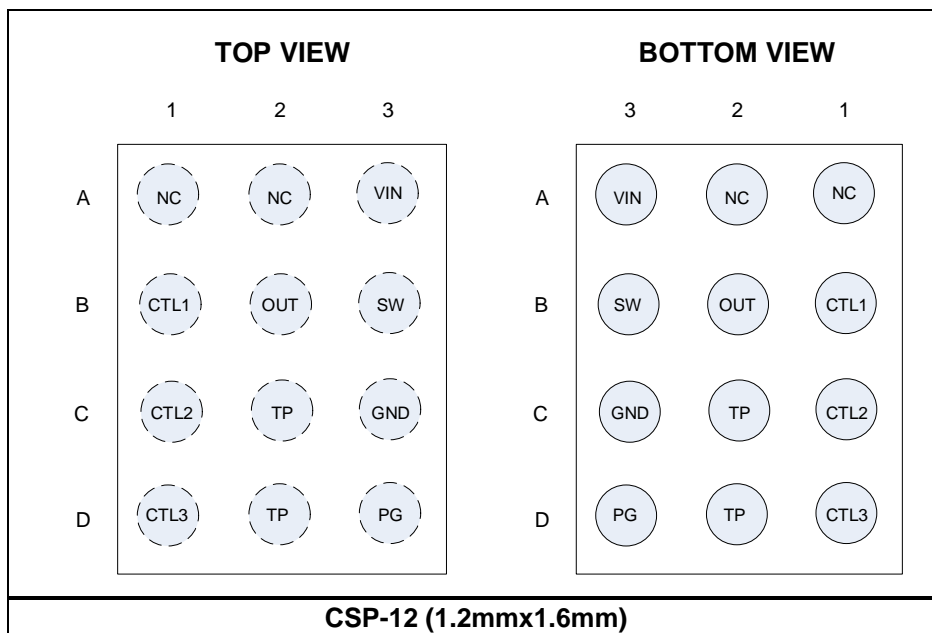 TOP VIEW
BOTTOM VIEW
1 2 3
3 2 1
A NC NC VIN
A VIN NC NC
B CTL1 OUT SW
B SW OUT CTL1
C CTL2 TP GND
C GND TP CTL2
D CTL3 TP PG
D PG TP CTL3
CSP-12 (1.2mmx1.6mm)